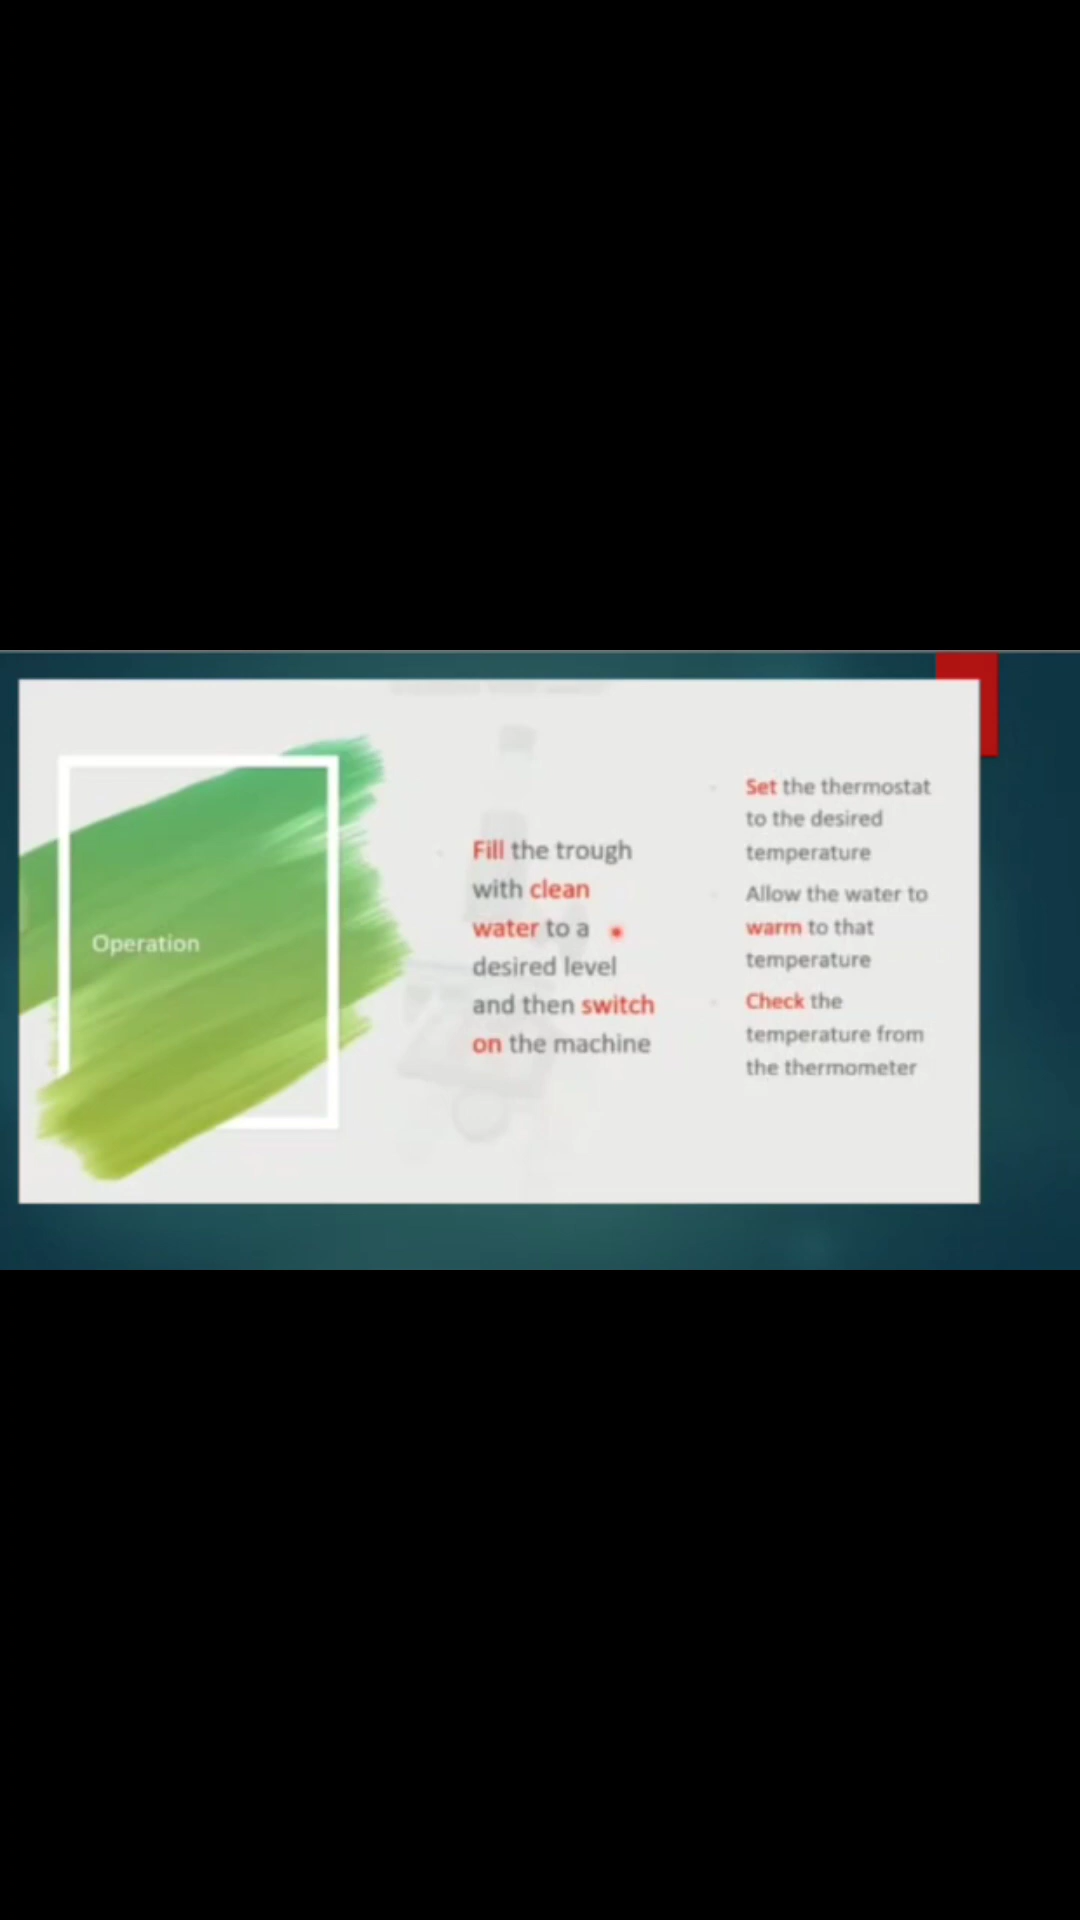 Operation
Fill the trough
with clean
water to a
desired level
and then switch
on the machine
Set the thermostat
to the desired
temperature
Allow the water to
warm to that
temperature
Check the
temperature from
the thermometer